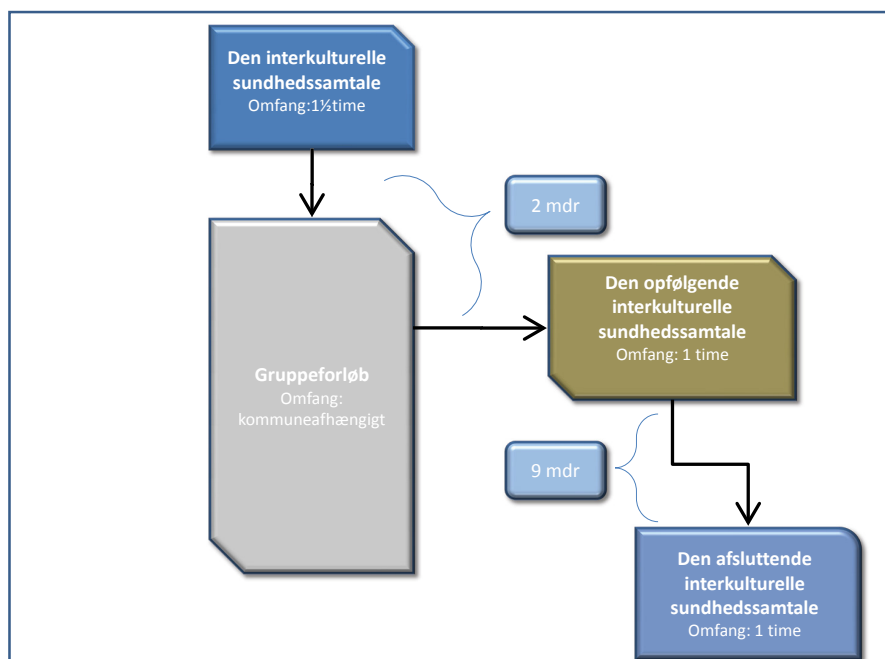 Den interkulturelle
sundhedssamtale
Omfang:1½time
2 mdr
Den opfølgende
interkulturelle
sundhedssamtale
Omfang: 1 time
Gruppeforløb
Omfang:
kommuneafhængigt
9 mdr
Den afsluttende
interkulturelle
sundhedssamtale
Omfang: 1 time